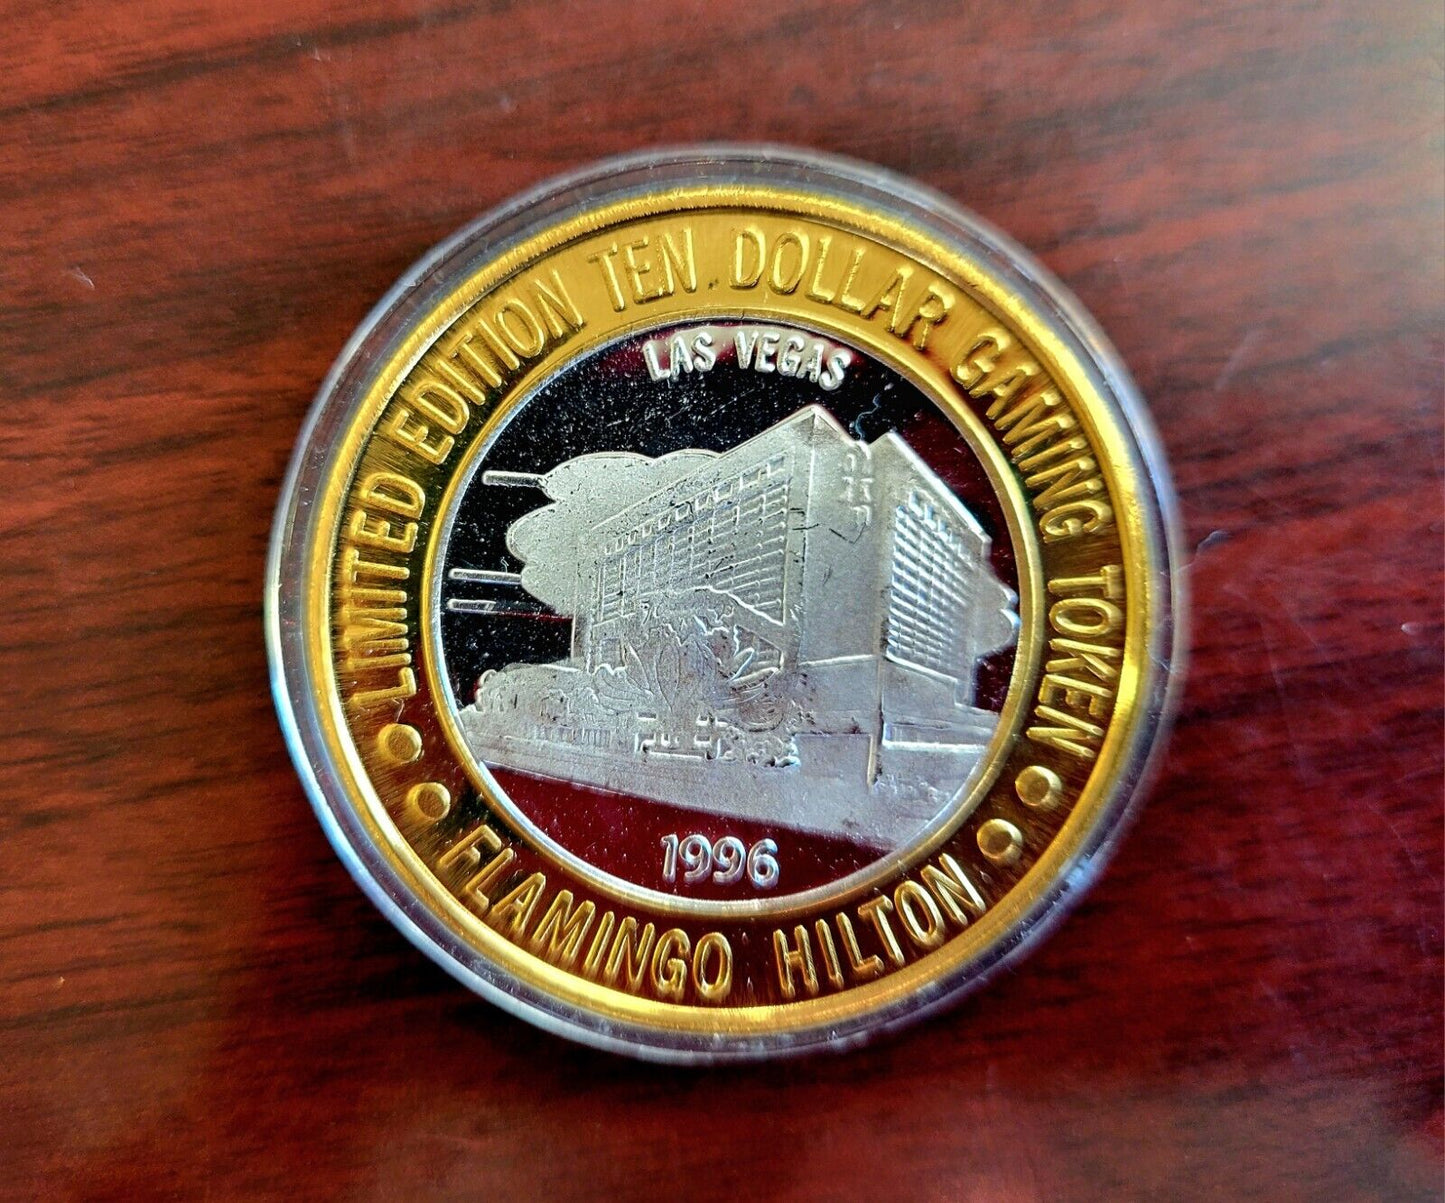 LIMITED EDITION TEN DOLLAR GAMING TOKEN
LAS VEGAS
1996
FLAMINGO HILTON